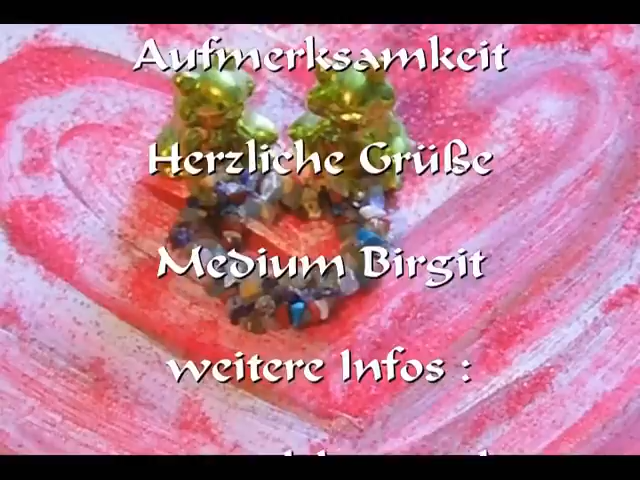 Aufmerksamkeit
Herzliche Grüße
Medium Birgit
weitere Infos :